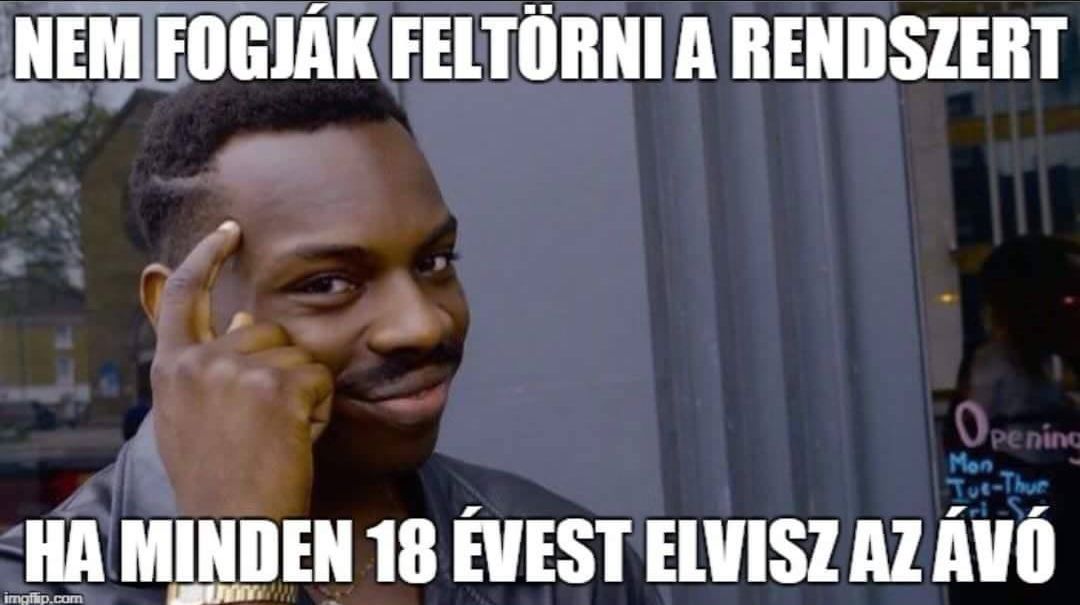 NEM FOGJÁK FELTÖRNI A RENDSZERT
Opening
Mon
Tue-Thur
HA MINDEN 18 ÉVEST ELVISZ AZ ÁVÓ
imgflip.com